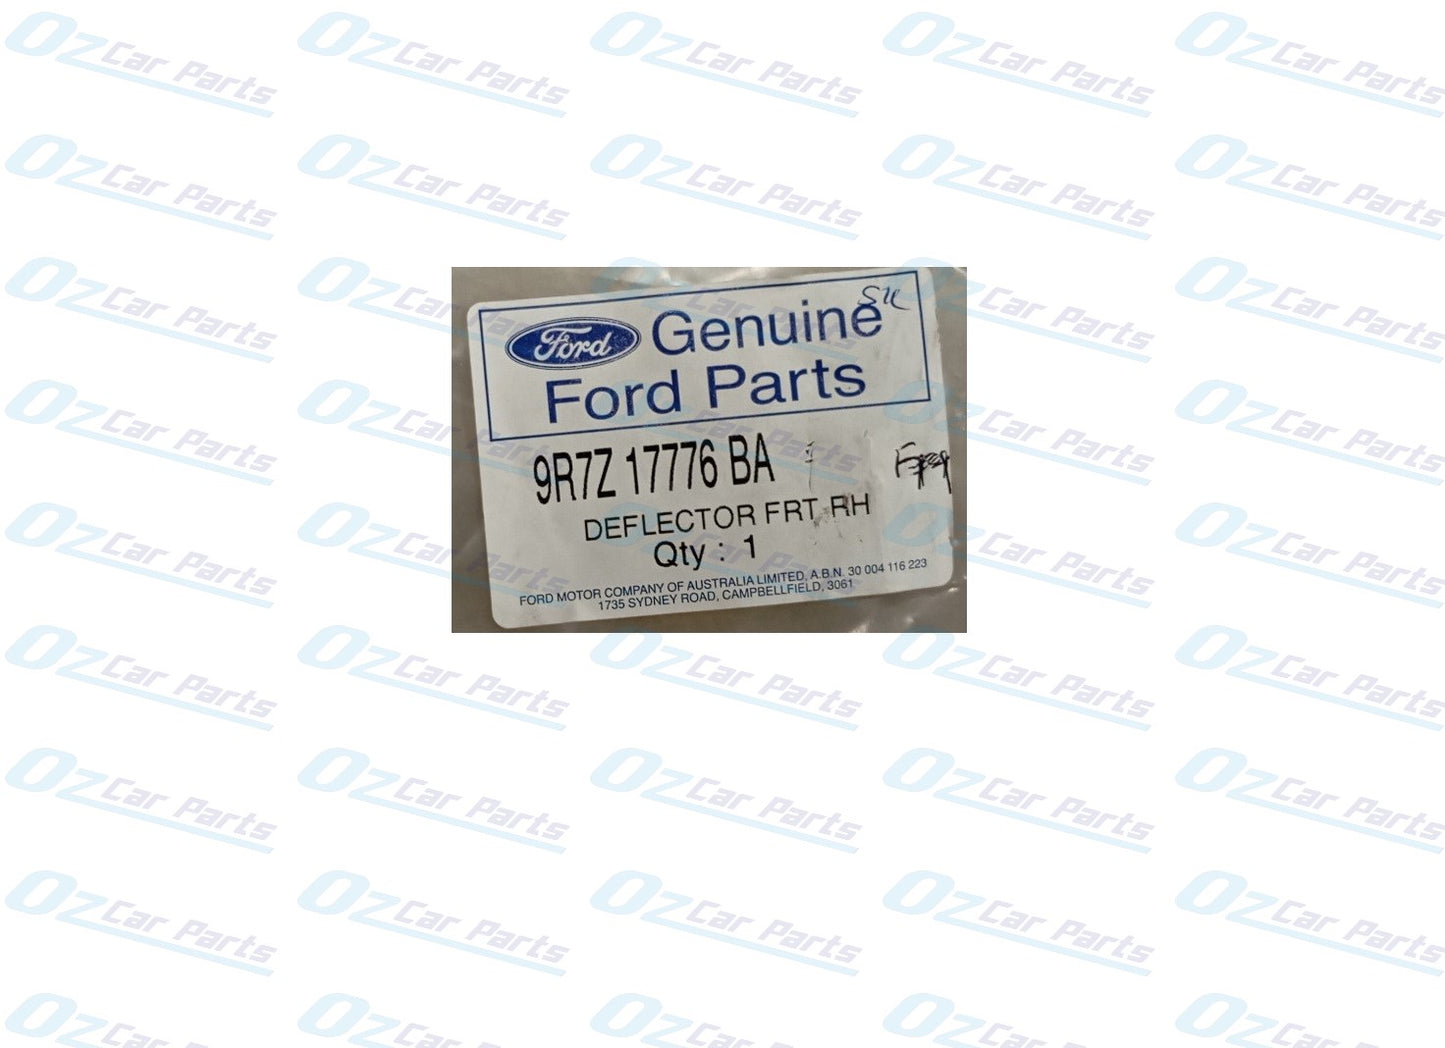 Ford Genuine
Ford Parts
9R7Z 17776 BA
DEFLECTOR FRT RH
Qty : 1
FORD MOTOR COMPANY OF AUSTRALIA LIMITED, A.B.N. 30 004 116 223
1735 SYDNEY ROAD, CAMPBELLFIELD, 3061
Oz Car Parts